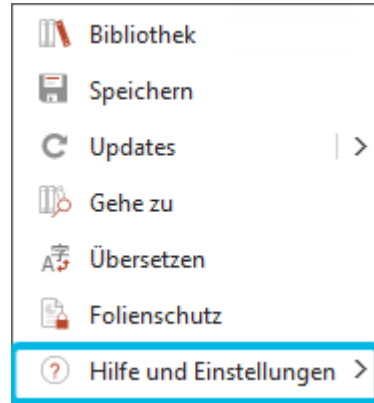 Bibliothek
Speichern
Updates
Gehe zu
Übersetzen
Folienschutz
Hilfe und Einstellungen